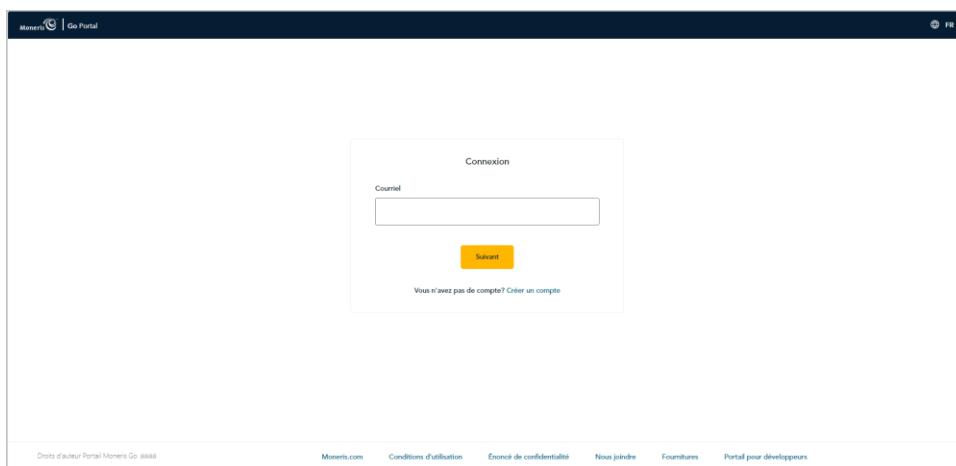 Moneris Go Portal
FR
Connexion
Courriel
Suivant
Vous n'avez pas de compte? Créer un compte
Droits d'auteur Portail Moneris Go aaaa
Moneris.com Conditions d'utilisation Énoncé de confidentialité Nous joindre Fournitures Portail pour développeurs